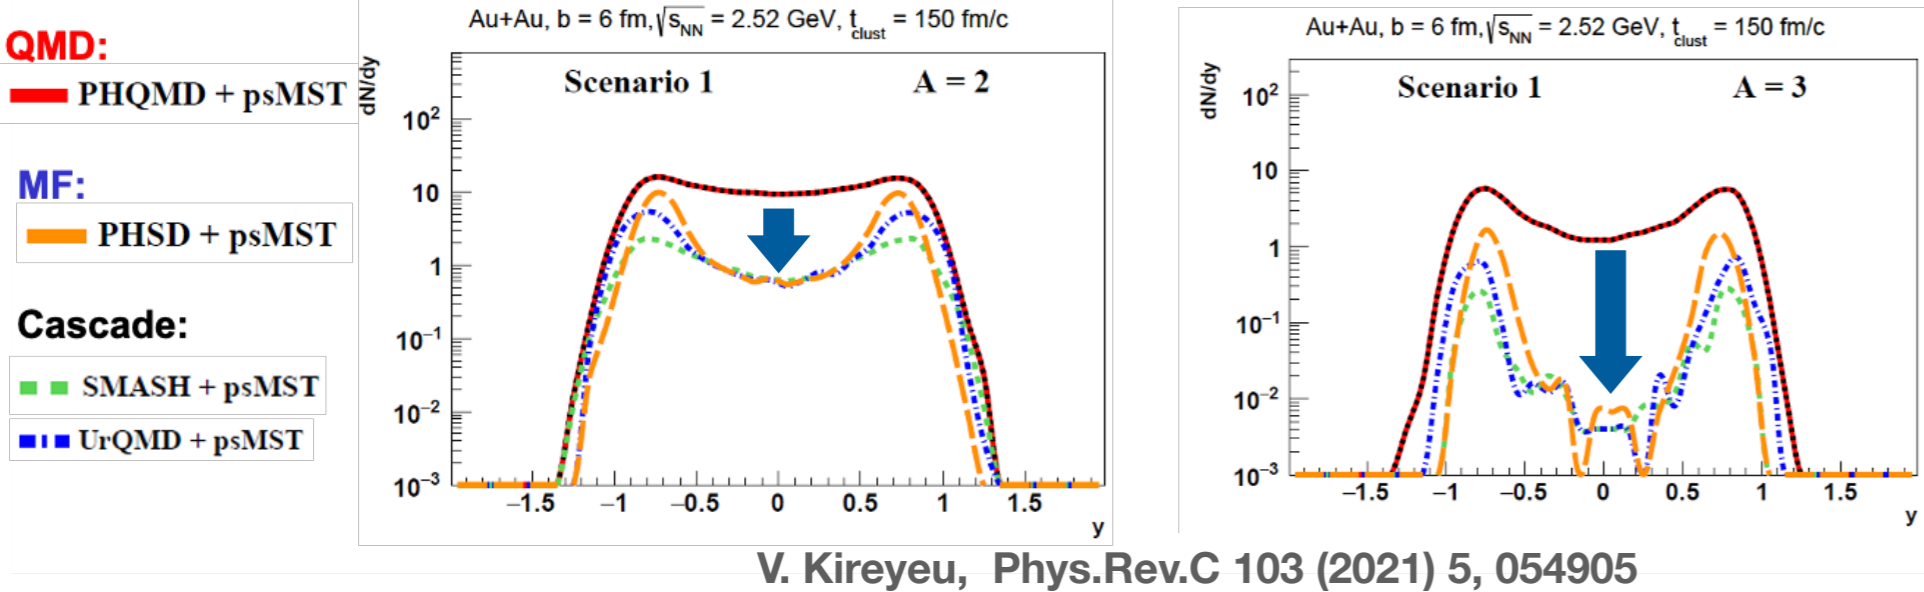 QMD:
PHQMD + psMST
MF:
PHSD + psMST
Cascade:
SMASH + psMST
UrQMD + psMST
Au+Au, b = 6 fm,√sNN = 2.52 GeV, tclust = 150 fm/c
dN/dy
Scenario 1 A = 2
10²
10
1
10⁻¹
10⁻²
10⁻³
−1.5 −1 −0.5 0 0.5 1 1.5
y
Au+Au, b = 6 fm,√sNN = 2.52 GeV, tclust = 150 fm/c
dN/dy
Scenario 1 A = 3
10²
10
1
10⁻¹
10⁻²
10⁻³
−1.5 −1 −0.5 0 0.5 1 1.5
y
V. Kireyeu, Phys.Rev.C 103 (2021) 5, 054905